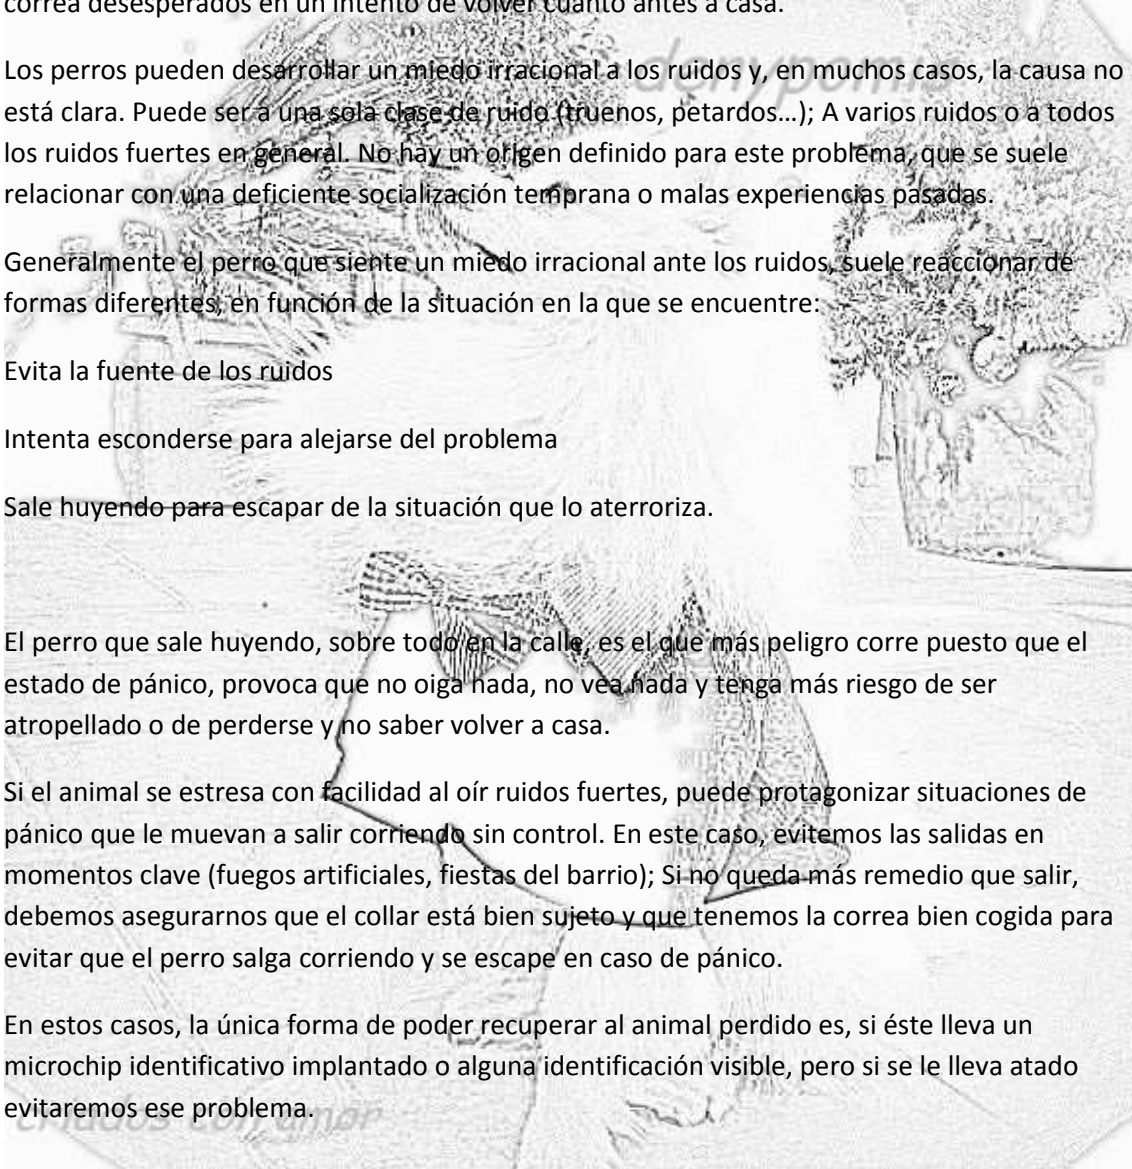 correa desesperados en un intento de volver cuanto antes a casa.
denypom
Los perros pueden desarrollar un miedo irracional a los ruidos y, en muchos casos, la causa no
está clara. Puede ser a una sola clase de ruido (truenos, petardos…); A varios ruidos o a todos
los ruidos fuertes en general. No hay un origen definido para este problema, que se suele
relacionar con una deficiente socialización temprana o malas experiencias pasadas.
Generalmente el perro que siente un miedo irracional ante los ruidos, suele reaccionar de
formas diferentes, en función de la situación en la que se encuentre:
Evita la fuente de los ruidos
Intenta esconderse para alejarse del problema
Sale huyendo para escapar de la situación que lo aterroriza.
El perro que sale huyendo, sobre todo en la calle, es el que más peligro corre puesto que el
estado de pánico, provoca que no oiga nada, no vea nada y tenga más riesgo de ser
atropellado o de perderse y no saber volver a casa.
Si el animal se estresa con facilidad al oír ruidos fuertes, puede protagonizar situaciones de
pánico que le muevan a salir corriendo sin control. En este caso, evitemos las salidas en
momentos clave (fuegos artificiales, fiestas del barrio); Si no queda más remedio que salir,
debemos asegurarnos que el collar está bien sujeto y que tenemos la correa bien cogida para
evitar que el perro salga corriendo y se escape en caso de pánico.
En estos casos, la única forma de poder recuperar al animal perdido es, si éste lleva un
microchip identificativo implantado o alguna identificación visible, pero si se le lleva atado
evitaremos ese problema.
criados con amor